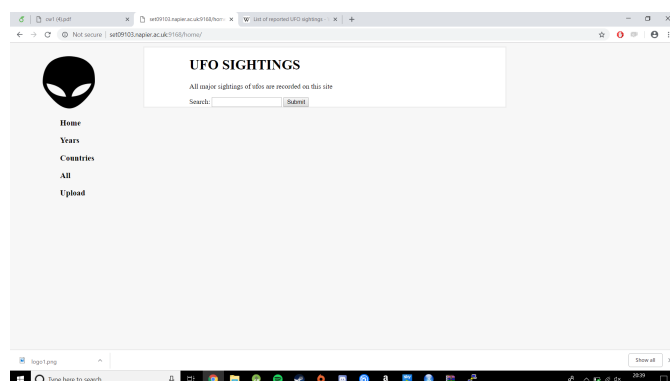 cw1 (4).pdf
set09103.napier.ac.uk:9168/hor
List of reported UFO sightings -
Not secure | set09103.napier.ac.uk:9168/home/
UFO SIGHTINGS
All major sightings of ufos are recorded on this site
Search: Submit
Home
Years
Countries
All
Upload
logo1.png
Show all
Type here to search
20:39